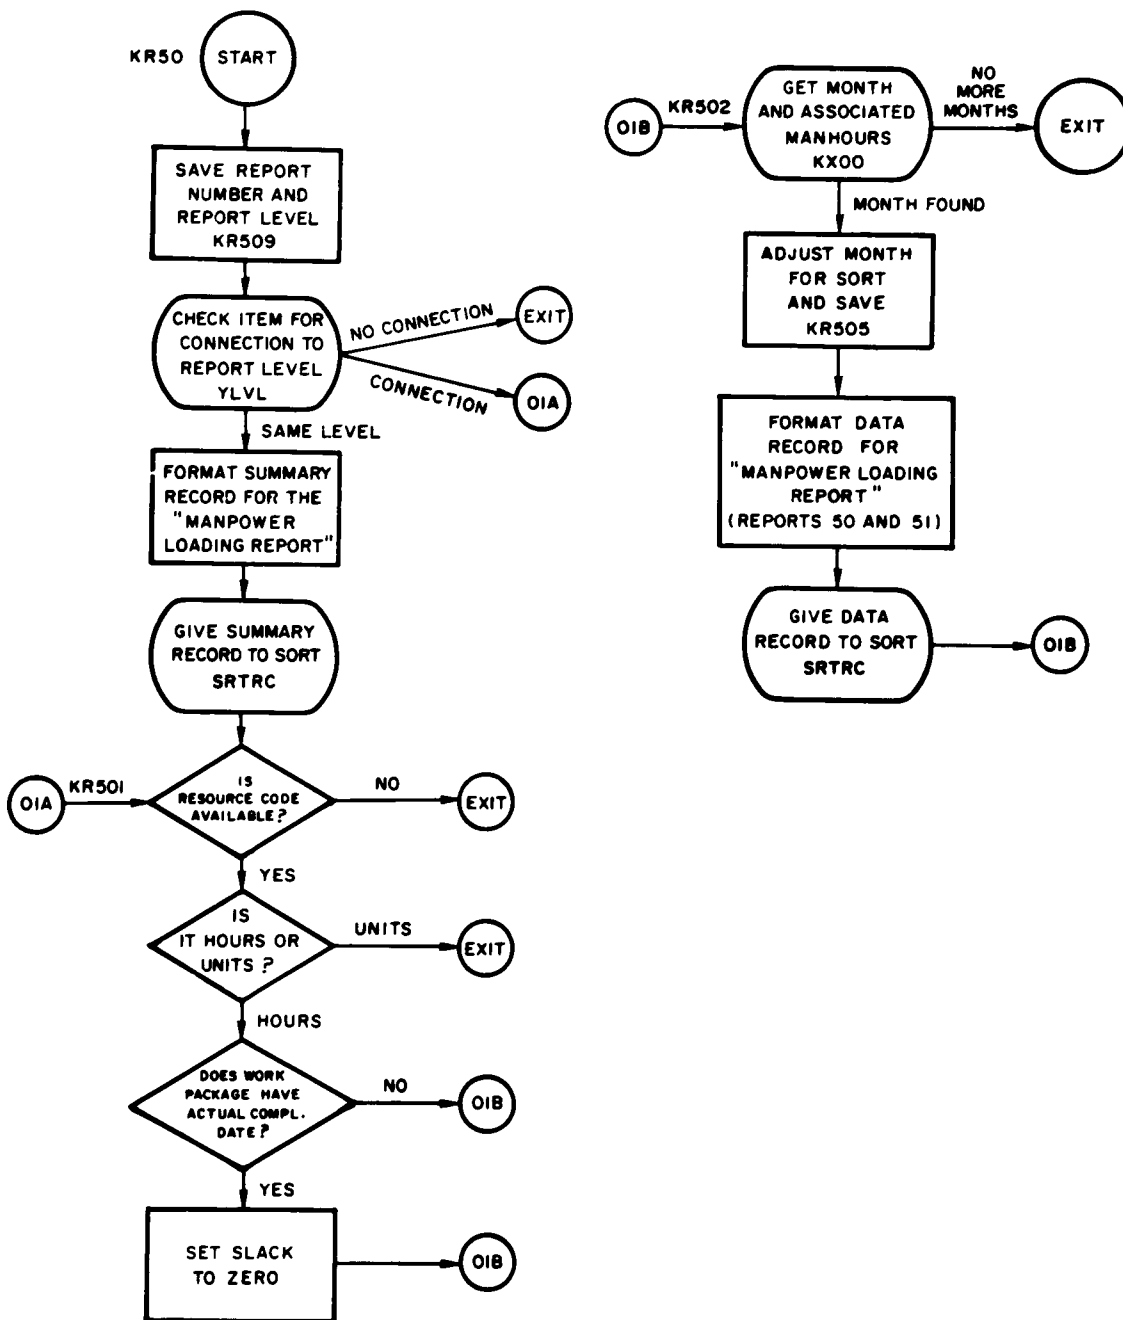 KR50
START
SAVE REPORT
NUMBER AND
REPORT LEVEL
KR509
CHECK ITEM FOR
CONNECTION TO
REPORT LEVEL
YLVL
NO CONNECTION
EXIT
CONNECTION
01A
SAME LEVEL
FORMAT SUMMARY
RECORD FOR THE
"MANPOWER
LOADING REPORT"
GIVE SUMMARY
RECORD TO SORT
SRTRC
01A
KR501
IS
RESOURCE CODE
AVAILABLE?
NO
EXIT
YES
IS
IT HOURS OR
UNITS ?
UNITS
EXIT
HOURS
DOES WORK
PACKAGE HAVE
ACTUAL COMPL.
DATE?
NO
01B
YES
SET SLACK
TO ZERO
01B
01B
KR502
GET MONTH
AND ASSOCIATED
MANHOURS
KX00
NO
MORE
MONTHS
EXIT
MONTH FOUND
ADJUST MONTH
FOR SORT
AND SAVE
KR505
FORMAT DATA
RECORD FOR
"MANPOWER LOADING
REPORT"
(REPORTS 50 AND 51)
GIVE DATA
RECORD TO SORT
SRTRC
01B